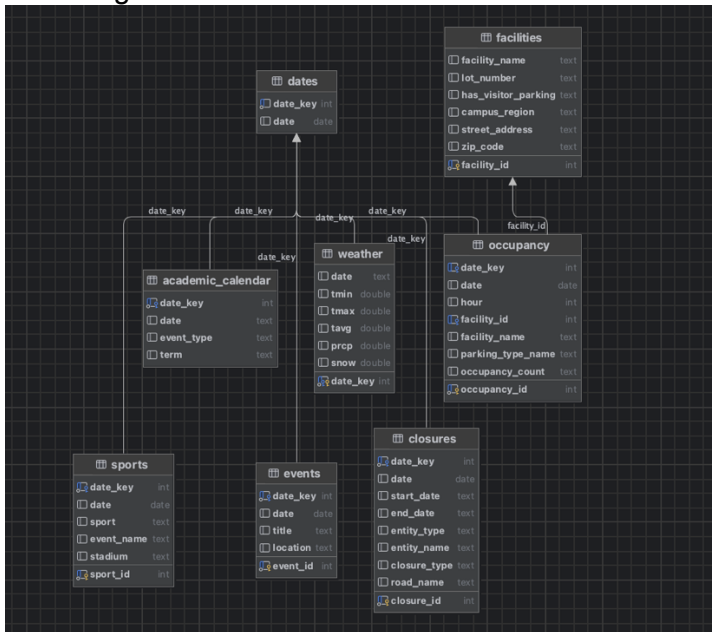 facilities
facility_name text
lot_number text
has_visitor_parking text
campus_region text
street_address text
zip_code text
facility_id int
dates
date_key int
date date
date_key
date_key
date_key
date_key
facility_id
date_key
date_key
academic_calendar
date_key int
date text
event_type text
term text
weather
date text
tmin double
tmax double
tavg double
prcp double
snow double
date_key int
occupancy
date_key int
date date
hour int
facility_id int
facility_name text
parking_type_name text
occupancy_count text
occupancy_id int
sports
date_key int
date date
sport text
event_name text
stadium text
sport_id int
events
date_key int
date date
title text
location text
event_id int
closures
date_key int
date date
start_date text
end_date text
entity_type text
entity_name text
closure_type text
road_name text
closure_id int